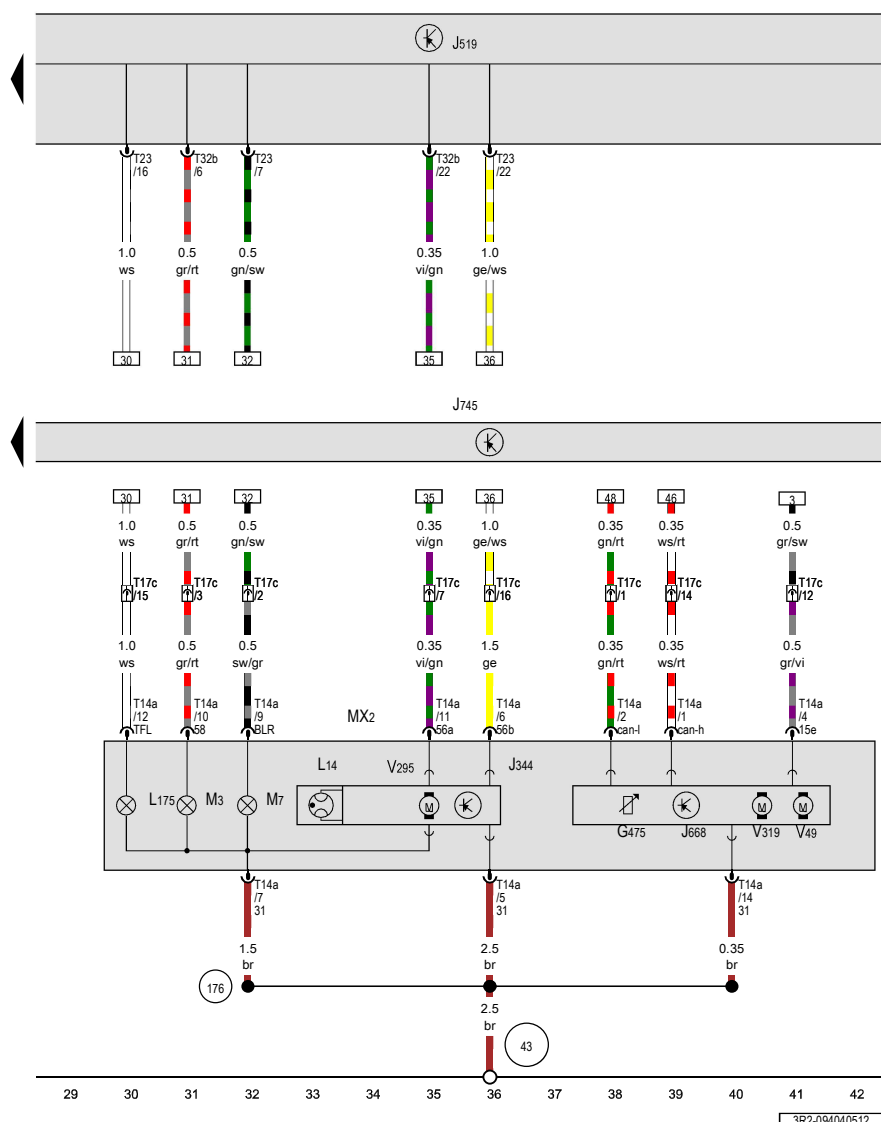 J519
T23 T32b T23 T32b T23
/16 /6 /7 /22 /22
1.0 0.5 0.5 0.35 1.0
ws gr/rt gn/sw vi/gn ge/ws
30 31 32 35 36
J745
30 31 32 35 36 48 46 3
1.0 0.5 0.5 0.35 1.0 0.35 0.35 0.5
ws gr/rt gn/sw vi/gn ge/ws gn/rt ws/rt gr/sw
T17c T17c T17c T17c T17c T17c T17c T17c
/15 /3 /2 /7 /16 /1 /14 /12
1.0 0.5 0.5 0.35 1.5 0.35 0.35 0.5
ws gr/rt sw/gr vi/gn ge gn/rt ws/rt gr/vi
T14a T14a T14a T14a T14a T14a T14a T14a
/12 /10 /9 MX2 /11 /6 /2 /1 /4
TFL 58 BLR 56a 56b can-l can-h 15e
L14 V295 J344
L175 M3 M7
M M M M
G475 J668 V319 V49
T14a T14a T14a
/7 /5 /14
31 31 31
1.5 2.5 0.35
br br br
176
2.5
br
43
29 30 31 32 33 34 35 36 37 38 39 40 41 42
3R2-094040512